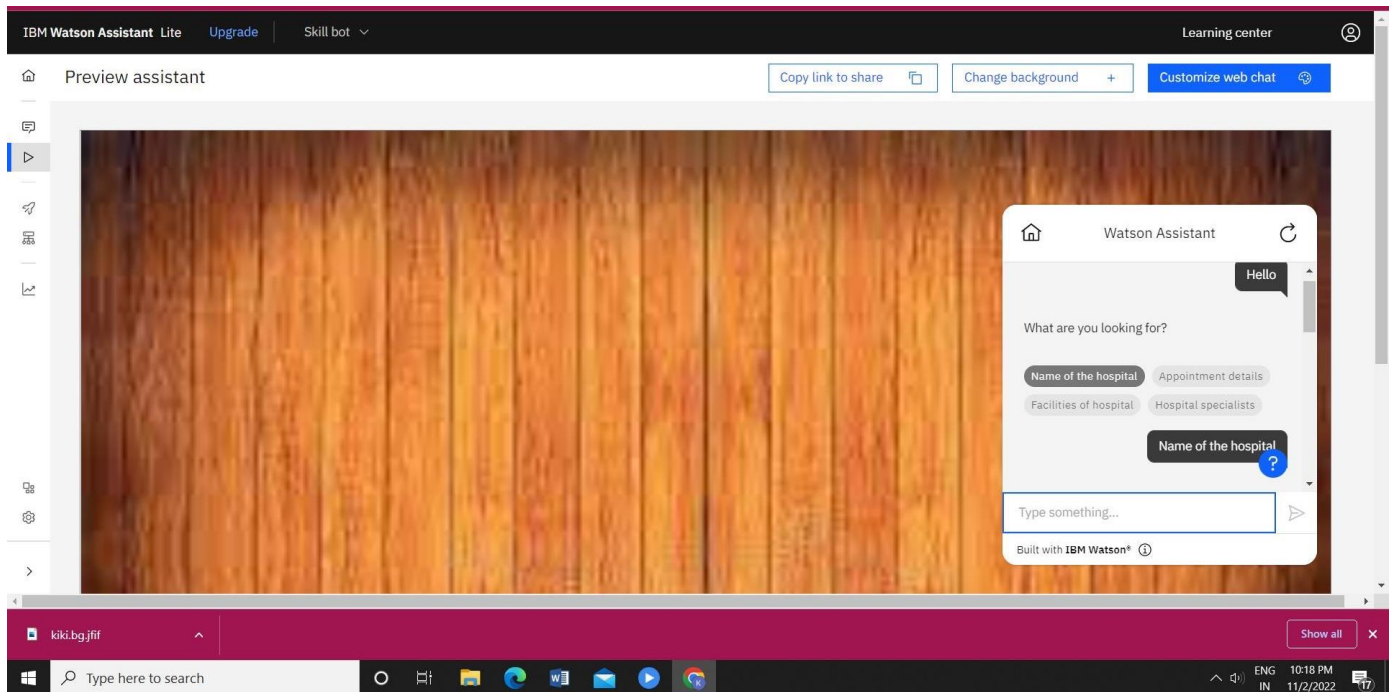 IBM Watson Assistant Lite Upgrade Skill bot Learning center
Preview assistant Copy link to share Change background + Customize web chat
Watson Assistant
Hello
What are you looking for?
Name of the hospital Appointment details
Facilities of hospital Hospital specialists
Name of the hospital
?
Type something...
Built with IBM Watson®
kiki.bg.jfif Show all
Type here to search ENG 10:18 PM
IN 11/2/2022 17